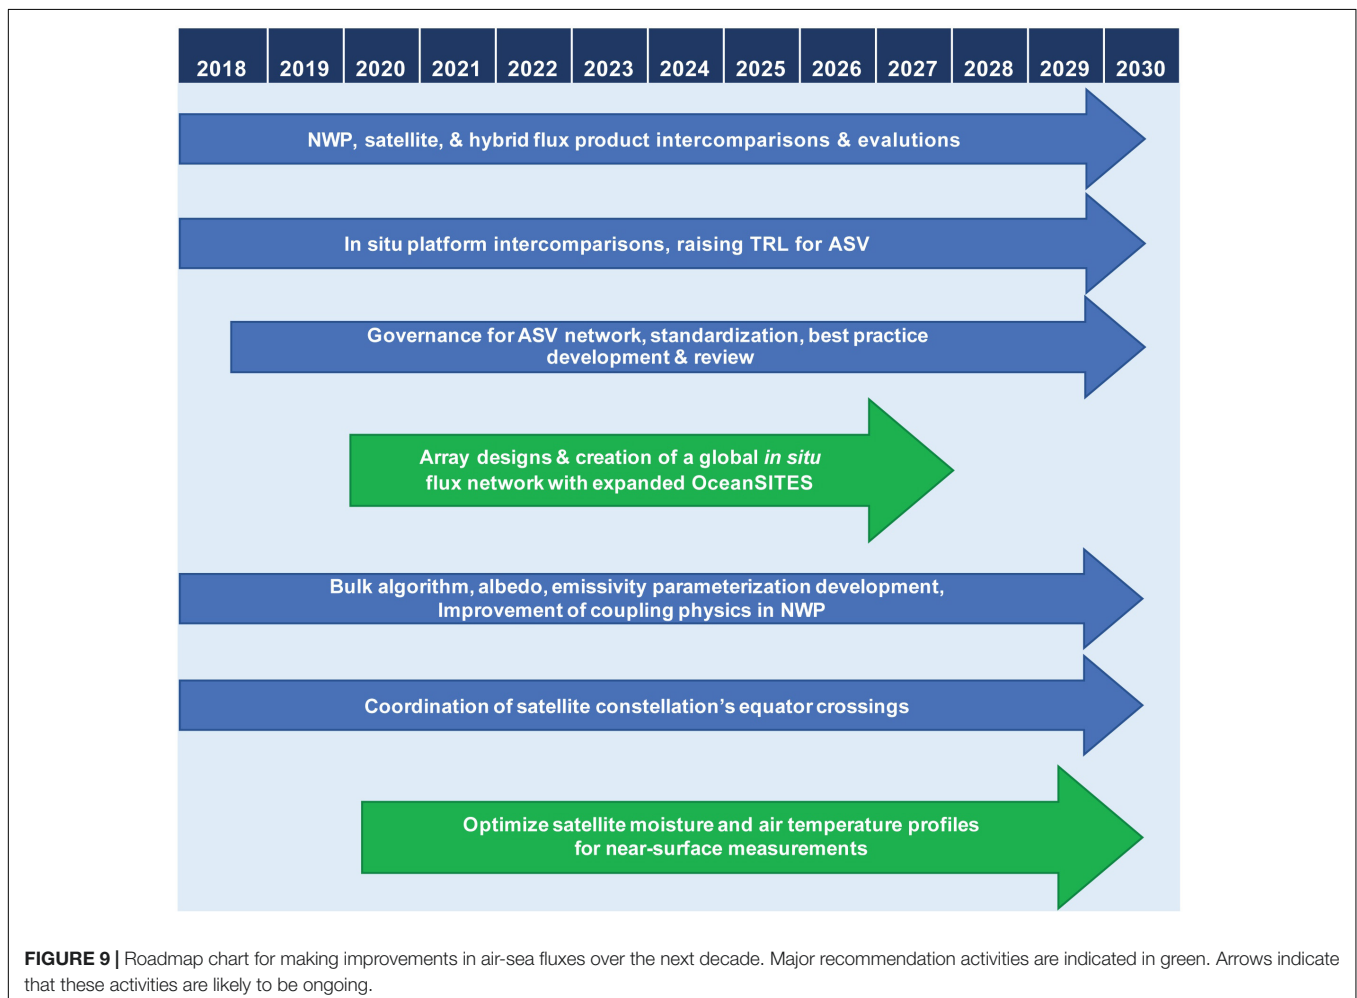 2018 2019 2020 2021 2022 2023 2024 2025 2026 2027 2028 2029 2030
NWP, satellite, & hybrid flux product intercomparisons & evalutions
In situ platform intercomparisons, raising TRL for ASV
Governance for ASV network, standardization, best practice
development & review
Array designs & creation of a global in situ
flux network with expanded OceanSITES
Bulk algorithm, albedo, emissivity parameterization development,
Improvement of coupling physics in NWP
Coordination of satellite constellation’s equator crossings
Optimize satellite moisture and air temperature profiles
for near-surface measurements
FIGURE 9 | Roadmap chart for making improvements in air-sea fluxes over the next decade. Major recommendation activities are indicated in green. Arrows indicate
that these activities are likely to be ongoing.